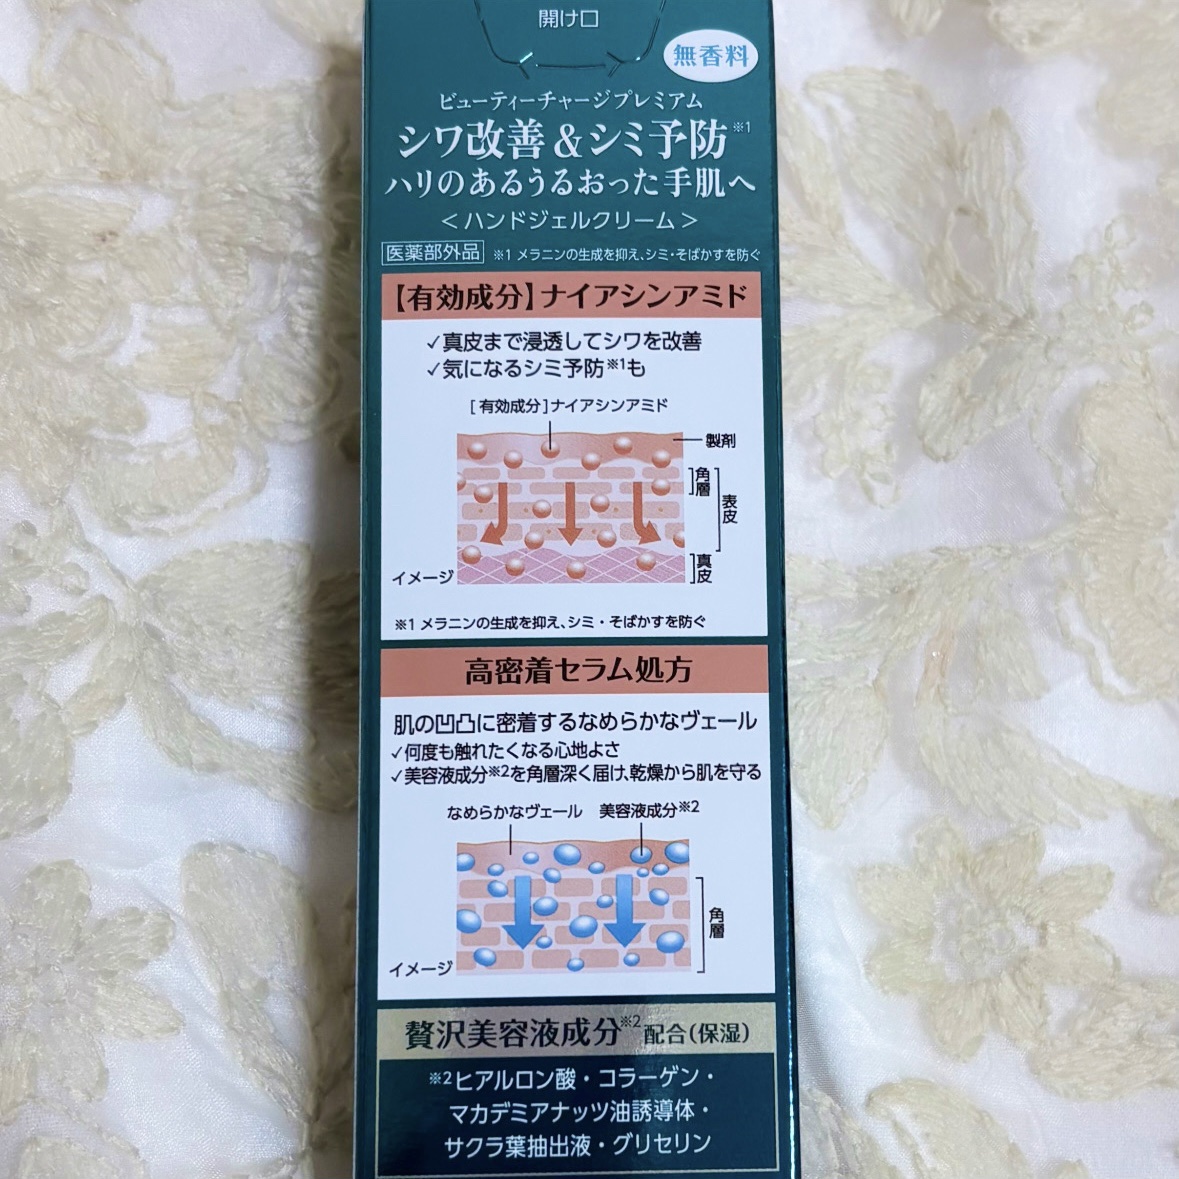 開け口
無香料
ビューティーチャージプレミアム
シワ改善&シミ予防※1
ハリのあるうるおった手肌へ
<ハンドジェルクリーム>
医薬部外品 ※1 メラニンの生成を抑え、シミ・そばかすを防ぐ
【有効成分】ナイアシンアミド
✓真皮まで浸透してシワを改善
✓気になるシミ予防※1も
[有効成分]ナイアシンアミド
製剤
角層
表皮
真皮
イメージ
※1 メラニンの生成を抑え、シミ・そばかすを防ぐ
高密着セラム処方
肌の凹凸に密着するなめらかなヴェール
✓何度も触れたくなる心地よさ
✓美容液成分※2を角層深く届け、乾燥から肌を守る
なめらかなヴェール 美容液成分※2
角層
イメージ
贅沢美容液成分※2配合(保湿)
※2ヒアルロン酸・コラーゲン・
マカデミアナッツ油誘導体・
サクラ葉抽出液・グリセリン